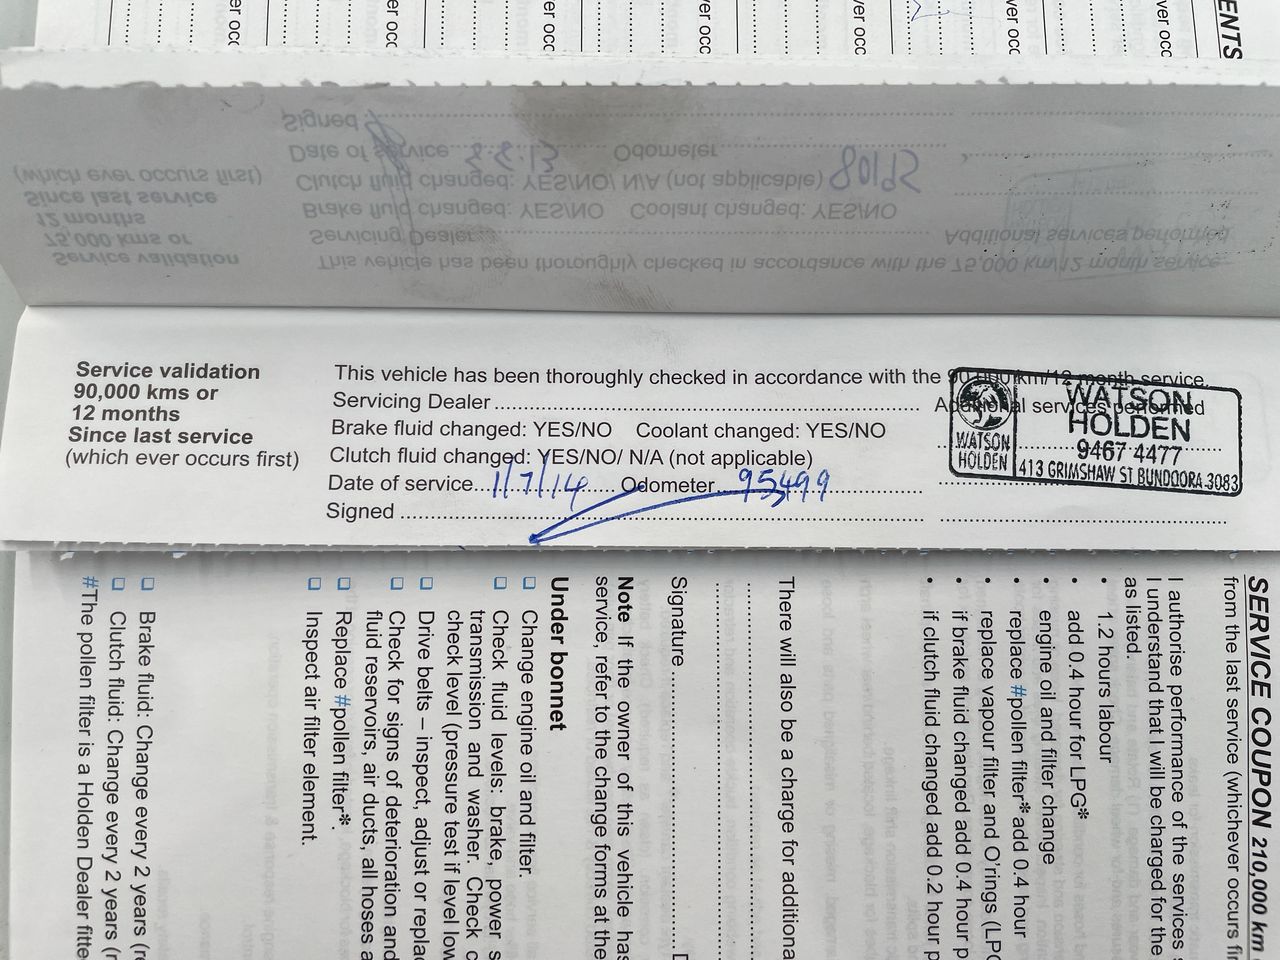 Signed
Date of service 8.8.13 Odometer 80195
Clutch fluid changed: YES/NO/ N/A (not applicable)
Brake fluid changed: YES/NO Coolant changed: YES/NO
Servicing Dealer
Additional services performed
This vehicle has been thoroughly checked in accordance with the 75,000 km/12 month service.
Service validation
75,000 kms or
12 months
Since last service
(which ever occurs first)
Service validation
90,000 kms or
12 months
Since last service
(which ever occurs first)
This vehicle has been thoroughly checked in accordance with the 90,000 km/12 month service.
Servicing Dealer
Additional services performed
Brake fluid changed: YES/NO Coolant changed: YES/NO
Clutch fluid changed: YES/NO/ N/A (not applicable)
Date of service 1/7/14 Odometer 95499
Signed
WATSON
HOLDEN
WATSON
HOLDEN
9467 4477
413 GRIMSHAW ST BUNDOORA 3083
ENTS
SERVICE COUPON 210,000 km
from the last service (whichever occurs
I authorise performance of the services
I understand that I will be charged for the
as listed.
• 1.2 hours labour
• add 0.4 hour for LPG*
• engine oil and filter change
• replace #pollen filter* add 0.4 hour
• replace vapour filter and O'rings
• if brake fluid changed add 0.4 hour
• if clutch fluid changed add 0.2 hour
There will also be a charge for additional
Signature
Note If the owner of this vehicle has
service, refer to the change forms at the
Under bonnet
Change engine oil and filter.
Check fluid levels: brake, power
transmission and washer. Check
check level (pressure test if level low
Drive belts – inspect, adjust or
Check for signs of deterioration and
fluid reservoirs, air ducts, all hoses
Replace #pollen filter*.
Inspect air filter element.
Brake fluid: Change every 2 years
Clutch fluid: Change every 2 years
#The pollen filter is a Holden Dealer